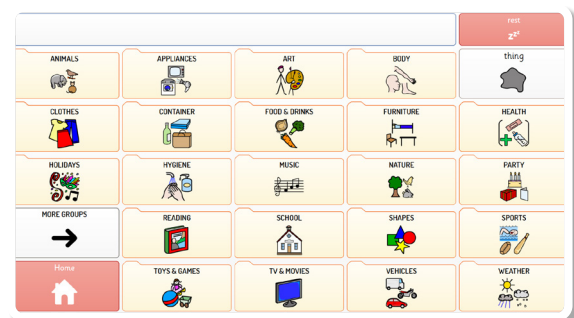 rest
zzz
ANIMALS
APPLIANCES
ART
BODY
thing
CLOTHES
CONTAINER
FOOD & DRINKS
FURNITURE
HEALTH
HOLIDAYS
HYGIENE
MUSIC
NATURE
PARTY
MORE GROUPS
READING
SCHOOL
SHAPES
SPORTS
Home
TOYS & GAMES
TV & MOVIES
VEHICLES
WEATHER